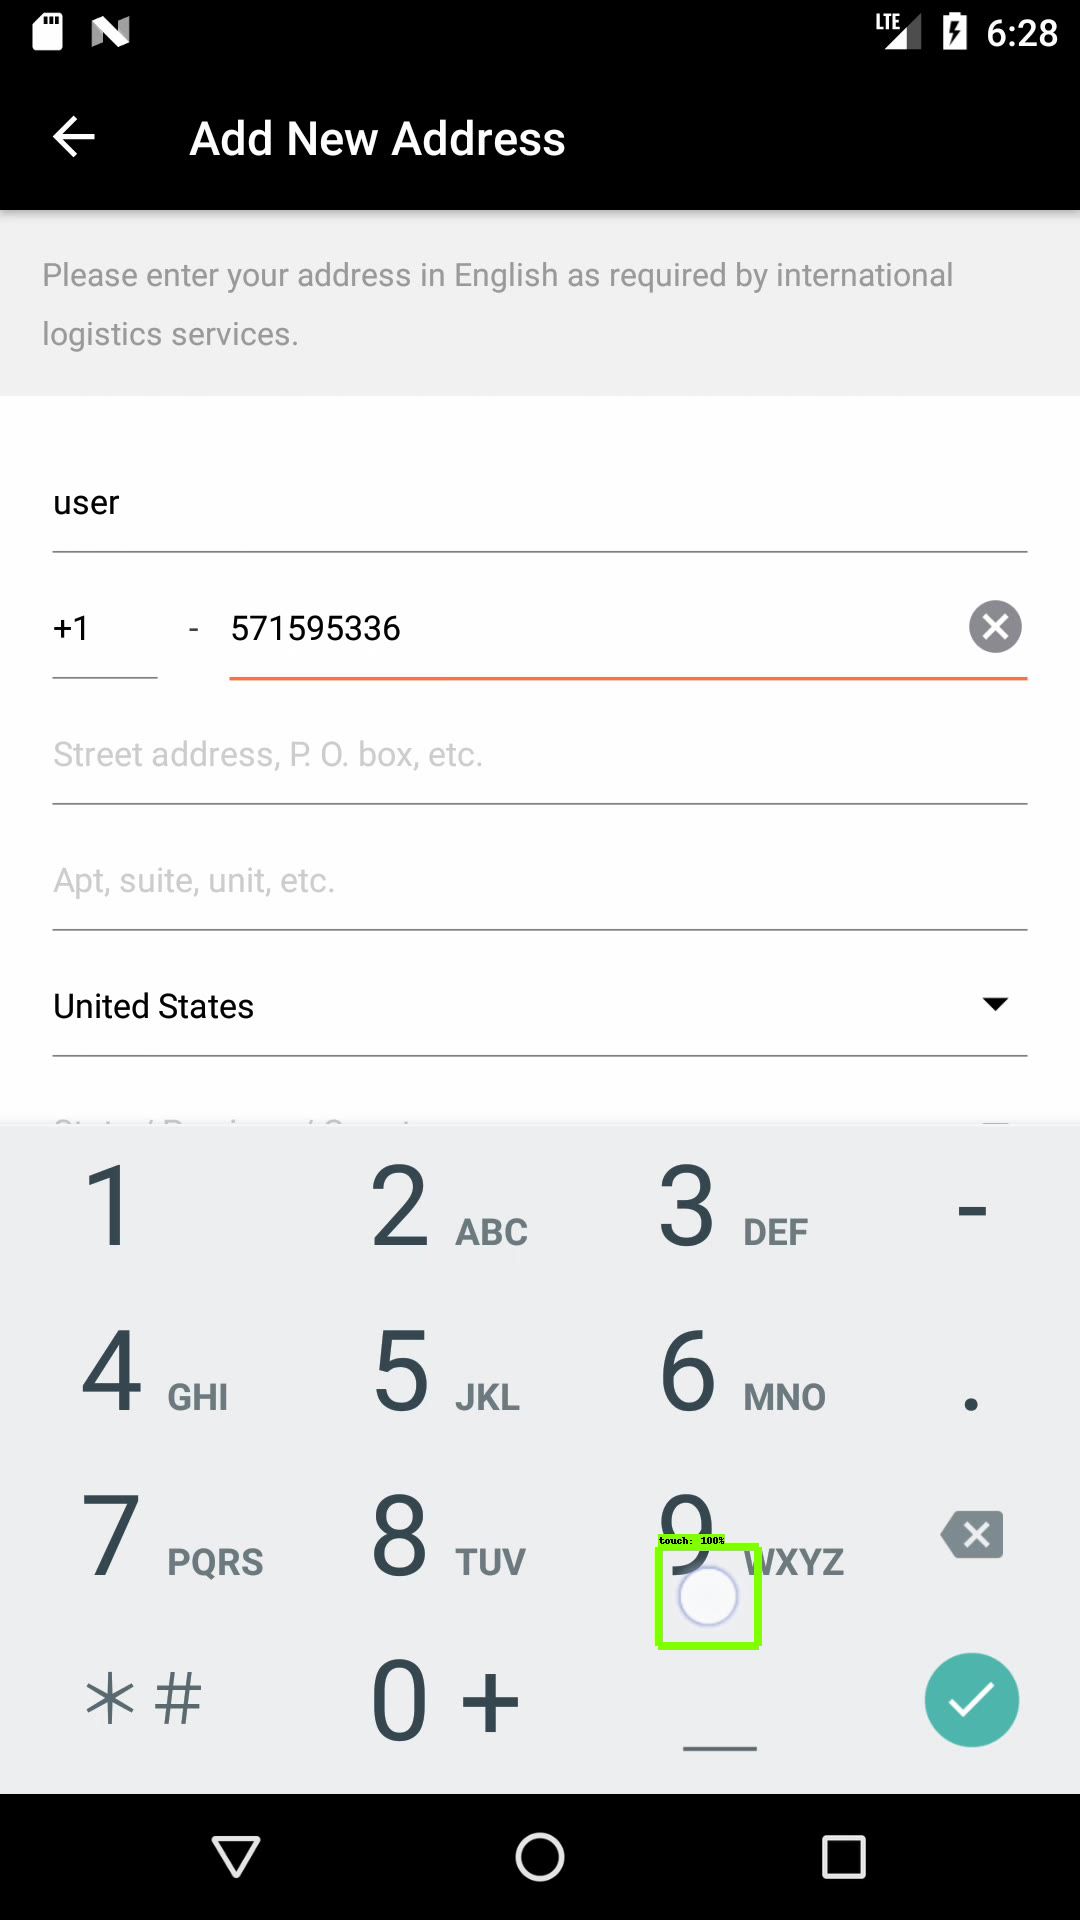 LTE 6:28
Add New Address
Please enter your address in English as required by international
logistics services.
user
+1 - 571595336
Street address, P. O. box, etc.
Apt, suite, unit, etc.
United States
1 2 ABC 3 DEF -
4 GHI 5 JKL 6 MNO .
7 PQRS 8 TUV 9 WXYZ
touch: 100%
* # 0 + _